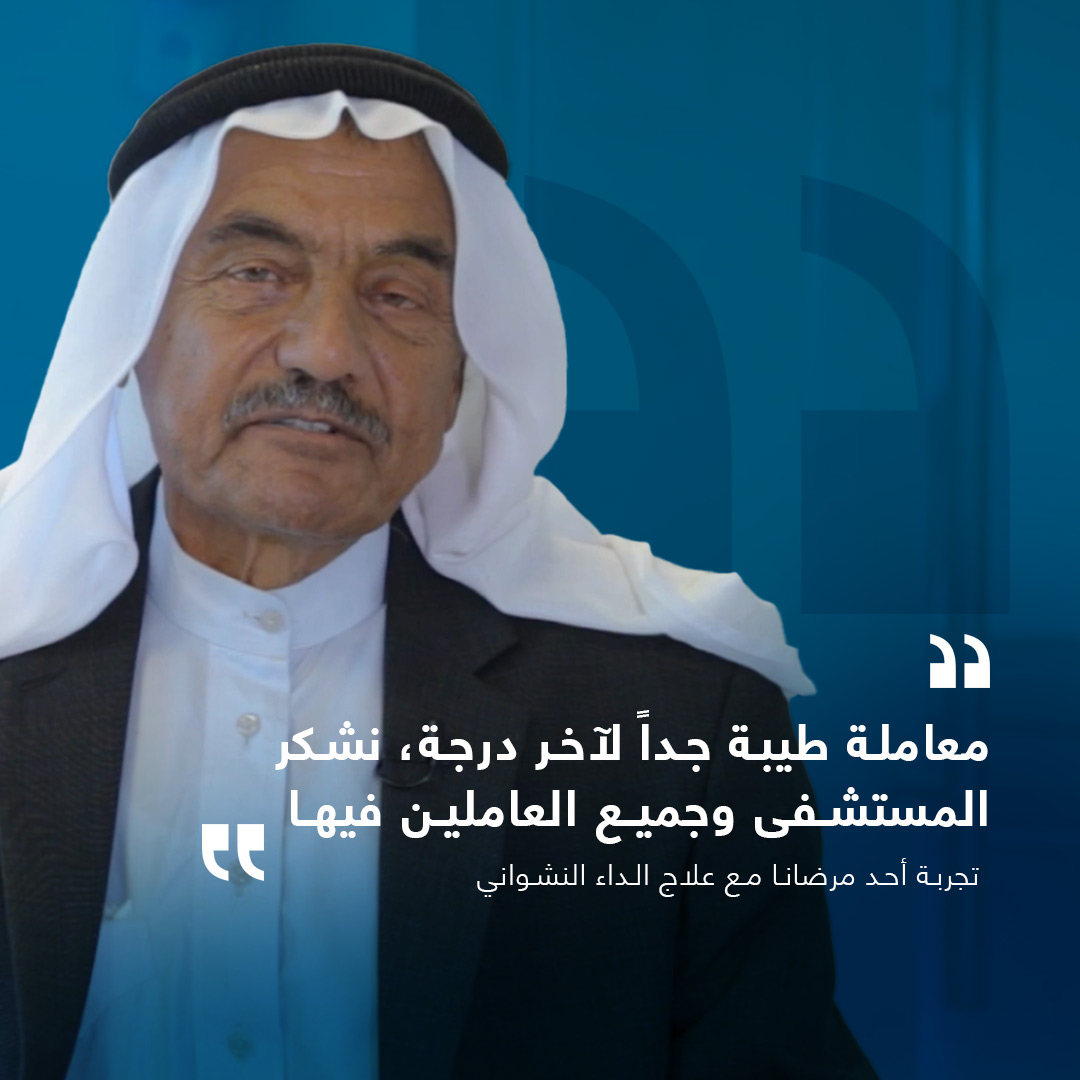 معاملة طيبة جداً لآخر درجة، نشكر
المستشفى وجميع العاملين فيها
تجربة أحد مرضانا مع علاج الداء النشواني